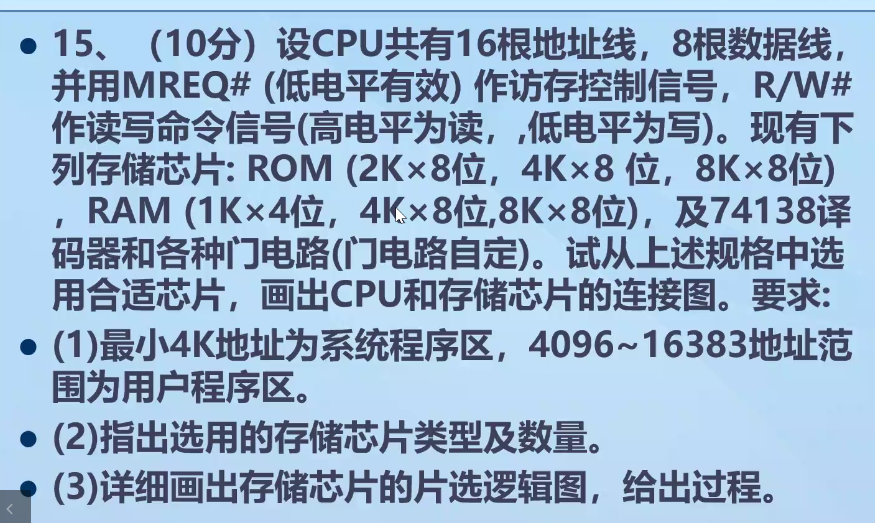 ● 15、（10分）设CPU共有16根地址线，8根数据线，
并用MREQ# (低电平有效) 作访存控制信号，R/W#
作读写命令信号(高电平为读，,低电平为写)。现有下
列存储芯片: ROM (2K×8位，4K×8 位，8K×8位)
，RAM (1K×4位，4K×8位,8K×8位)，及74138译
码器和各种门电路(门电路自定)。试从上述规格中选
用合适芯片，画出CPU和存储芯片的连接图。要求:
● (1)最小4K地址为系统程序区，4096~16383地址范
围为用户程序区。
● (2)指出选用的存储芯片类型及数量。
● (3)详细画出存储芯片的片选逻辑图，给出过程。